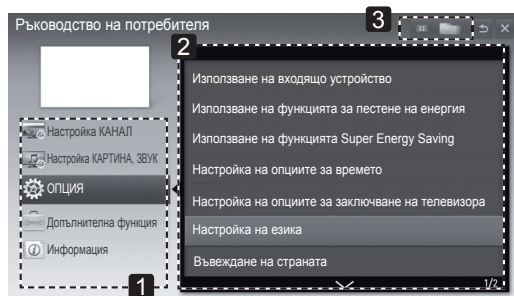 Ръководство на потребителя
3
2
Използване на входящо устройство
Използване на функцията за пестене на енергия
Използване на функцията Super Energy Saving
Настройка на опциите за времето
Настройка на опциите за заключване на телевизора
Настройка на езика
Въвеждане на страната
1/2
Настройка КАНАЛ
Настройка КАРТИНА, ЗВУК
ОПЦИЯ
Допълнителна функция
Информация
1